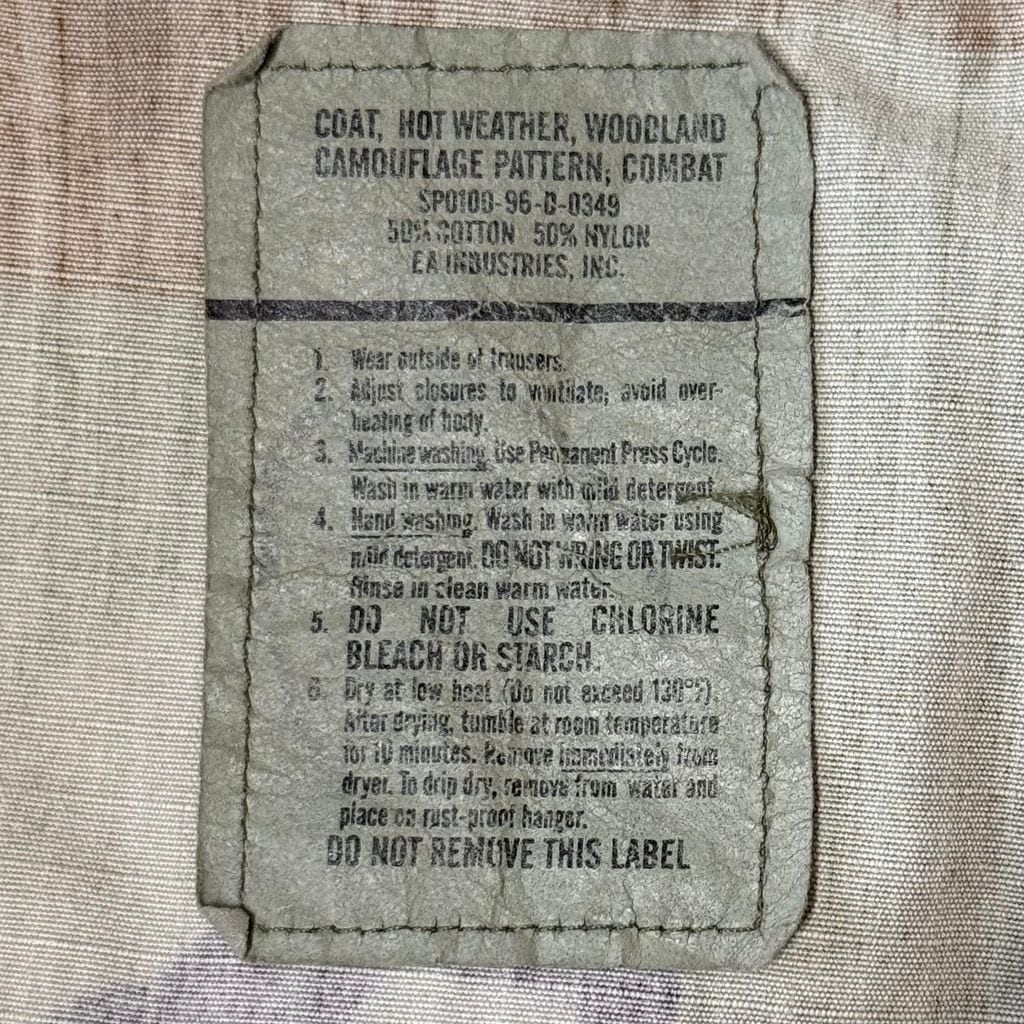 COAT, HOT WEATHER, WOODLAND
CAMOUFLAGE PATTERN; COMBAT
SP0100-96-D-0349
50% COTTON 50% NYLON
EA INDUSTRIES, INC.
1. Wear outside of trousers.
2. Adjust closures to ventilate; avoid over-
heating of body.
3. Machine washing. Use Permanent Press Cycle.
Wash in warm water with mild detergent.
4. Hand washing. Wash in warm water using
mild detergent. DO NOT WRING OR TWIST.
Rinse in clean warm water.
5. DO NOT USE CHLORINE
BLEACH OR STARCH.
6. Dry at low heat (Do not exceed 130°F).
After drying, tumble at room temperature
for 10 minutes. Remove immediately from
dryer. To drip dry, remove from water and
place on rust-proof hanger.
DO NOT REMOVE THIS LABEL